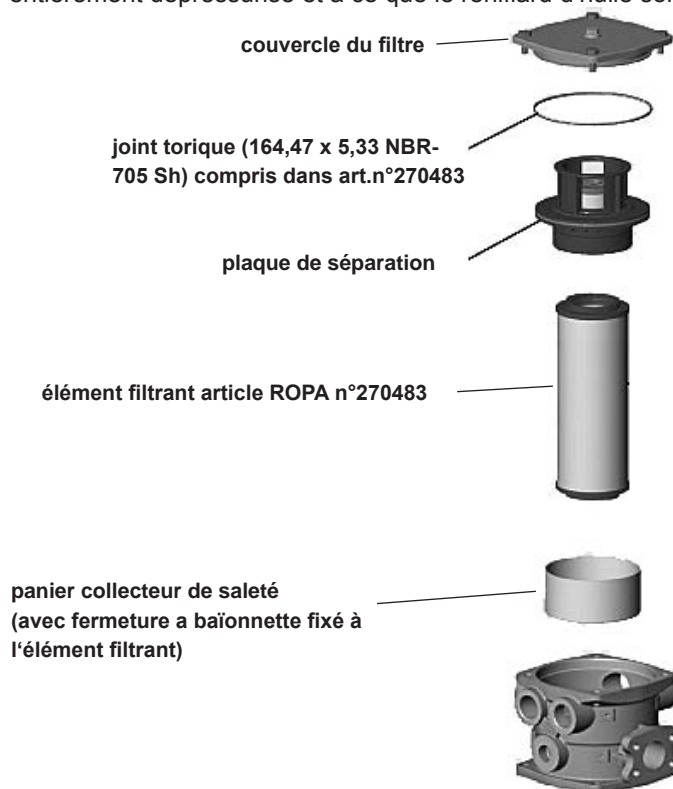 couvercle du filtre
joint torique (164,47 x 5,33 NBR-
705 Sh) compris dans art.n°270483
plaque de séparation
élément filtrant article ROPA n°270483
panier collecteur de saleté
(avec fermeture a baïonnette fixé à
l‘élément filtrant)